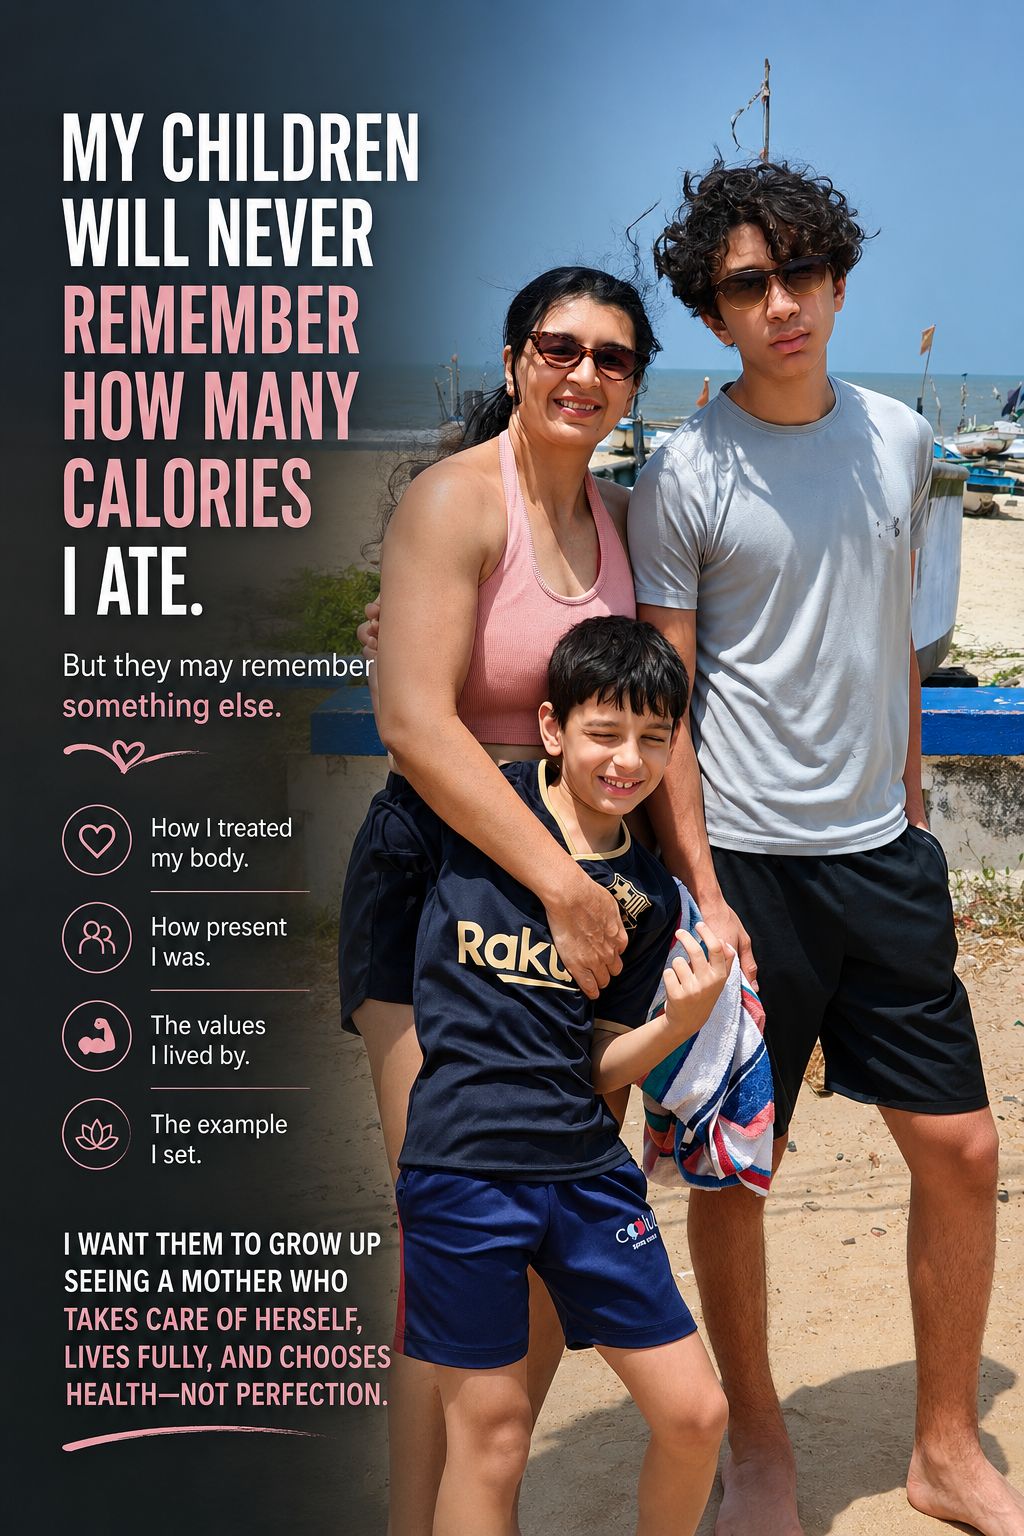 MY CHILDREN
WILL NEVER
REMEMBER
HOW MANY
CALORIES
I ATE.
But they may remember
something else.
How I treated
my body.
How present
I was.
The values
I lived by.
The example
I set.
I WANT THEM TO GROW UP
SEEING A MOTHER WHO
TAKES CARE OF HERSELF,
LIVES FULLY, AND CHOOSES
HEALTH—NOT PERFECTION.
Raku